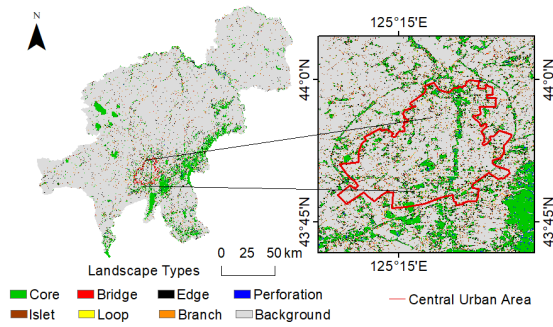 N
125°15'E
44°0'N
44°0'N
43°45'N
43°45'N
125°15'E
0 25 50 km
Landscape Types
Core Bridge Edge Perforation
Islet Loop Branch Background
Central Urban Area